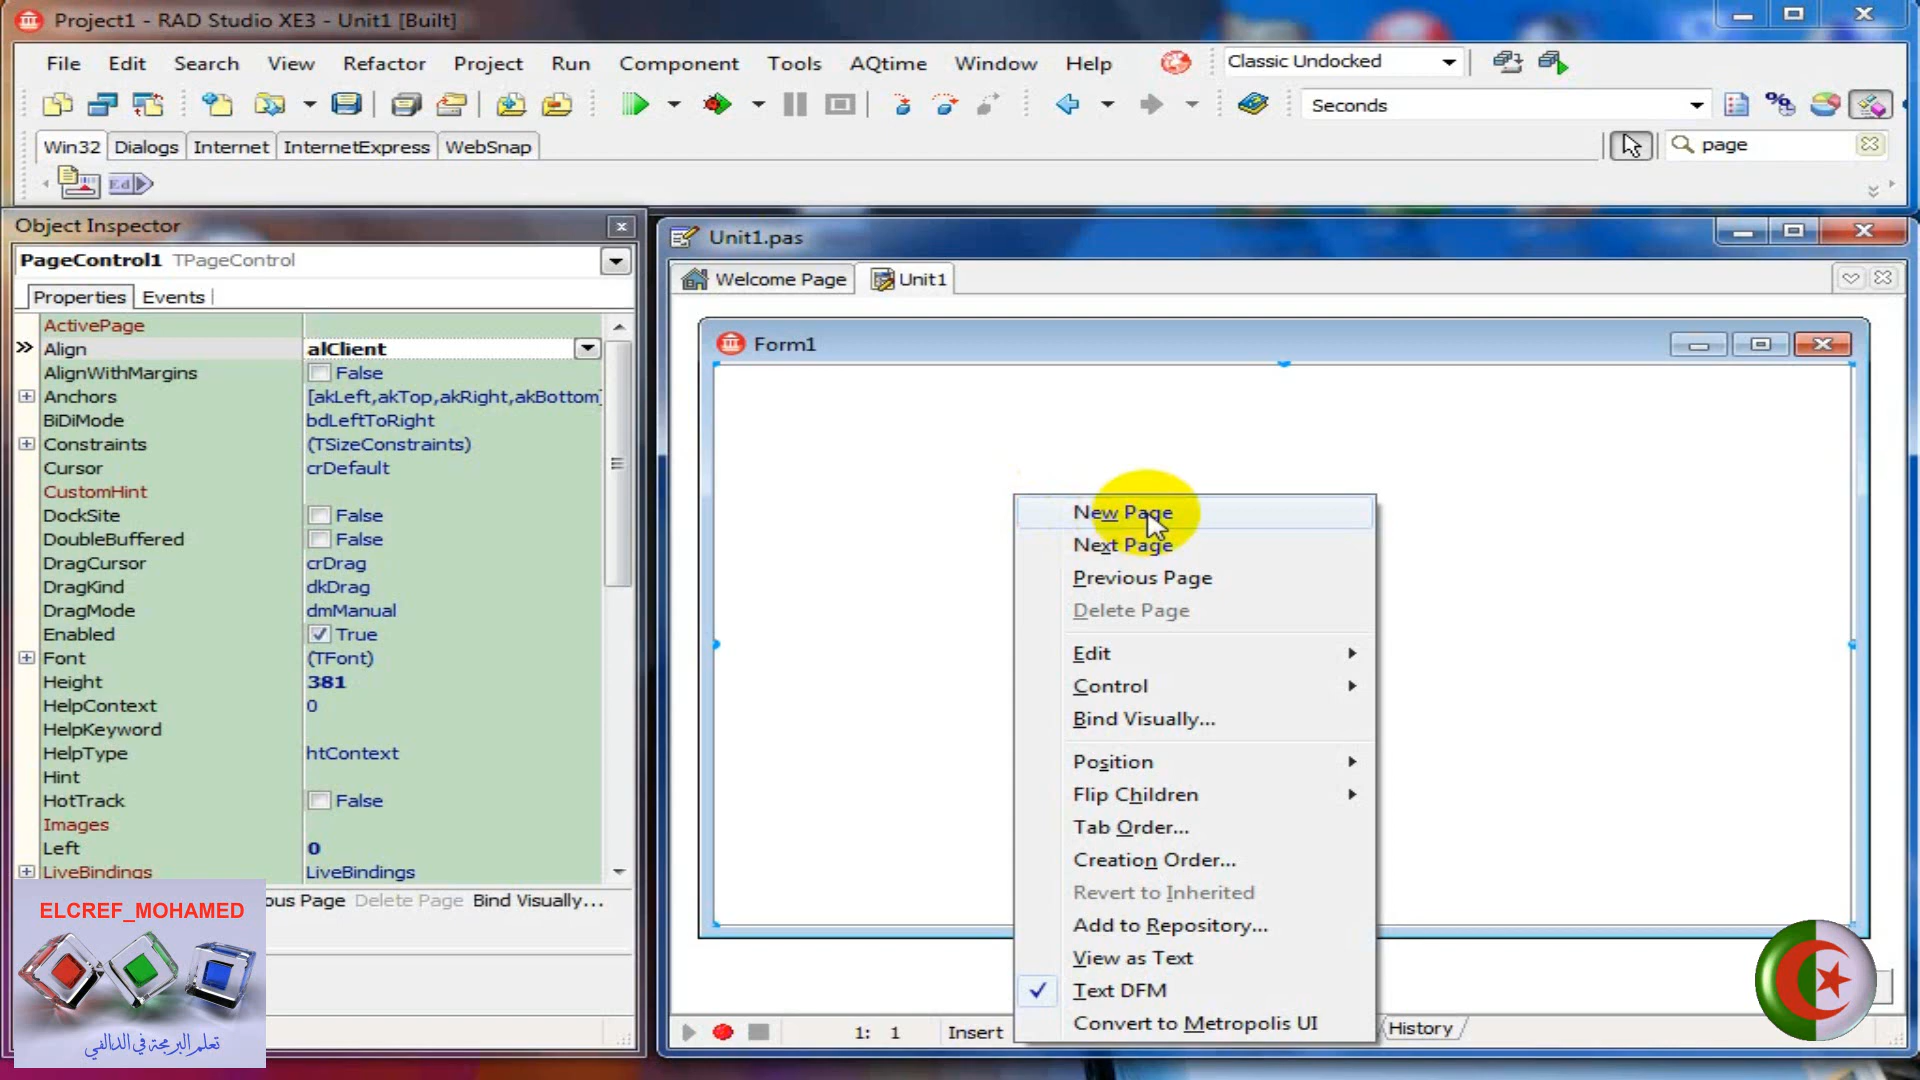 Project1 - RAD Studio XE3 - Unit1 [Built]
File Edit Search View Refactor Project Run Component Tools AQtime Window Help Classic Undocked
Seconds
Win32 Dialogs Internet InternetExpress WebSnap page
Ed
Object Inspector
PageControl1 TPageControl
Properties Events
ActivePage
Align alClient
AlignWithMargins False
Anchors [akLeft,akTop,akRight,akBottom]
BiDiMode bdLeftToRight
Constraints (TSizeConstraints)
Cursor crDefault
CustomHint
DockSite False
DoubleBuffered False
DragCursor crDrag
DragKind dkDrag
DragMode dmManual
Enabled True
Font (TFont)
Height 381
HelpContext 0
HelpKeyword
HelpType htContext
Hint
HotTrack False
Images
Left 0
LiveBindings LiveBindings
ous Page Delete Page Bind Visually...
ELCREF_MOHAMED
تعلم البرمجة في الدالفي
Unit1.pas
Welcome Page Unit1
Form1
New Page
Next Page
Previous Page
Delete Page
Edit
Control
Bind Visually...
Position
Flip Children
Tab Order...
Creation Order...
Revert to Inherited
Add to Repository...
View as Text
Text DFM
Convert to Metropolis UI
1: 1 Insert History